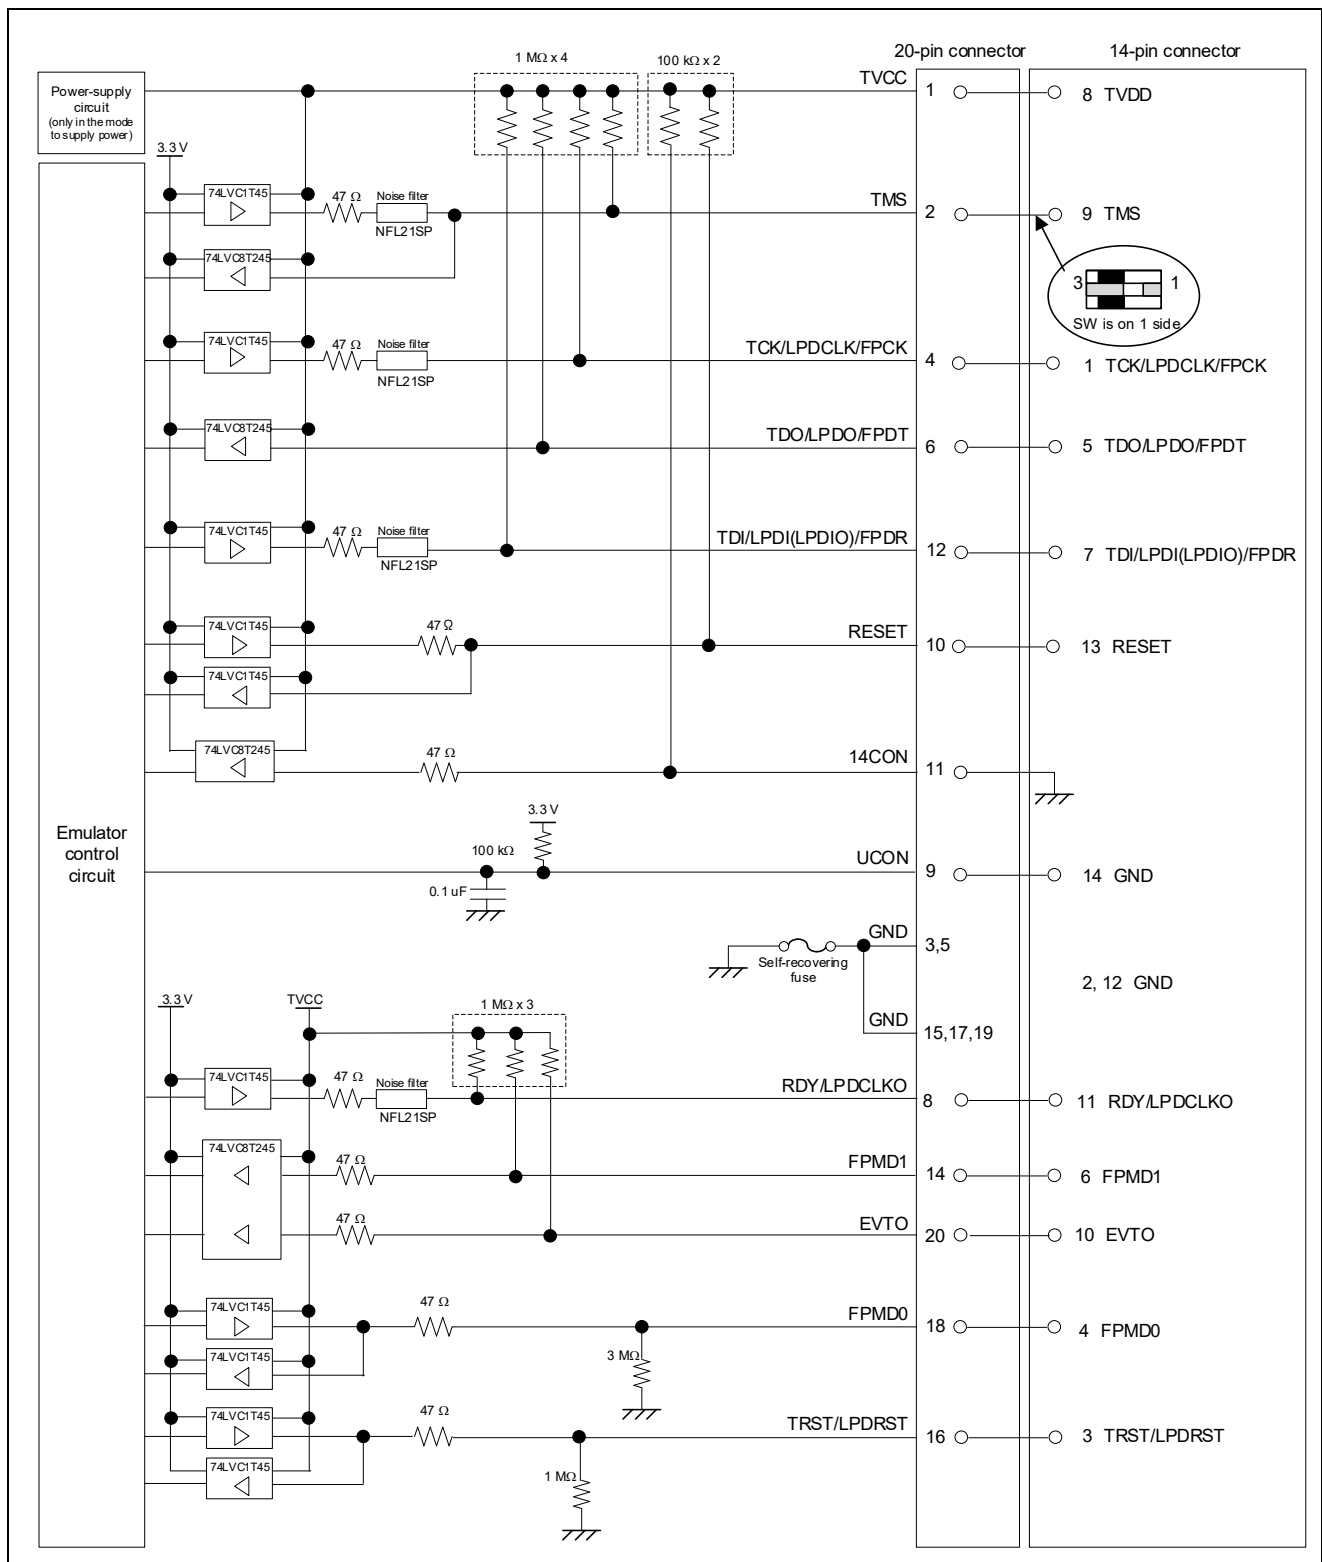 20-pin connector
14-pin connector
1 MΩ x 4
100 kΩ x 2
TVCC
1
8 TVDD
Power-supply
circuit
(only in the mode
to supply power)
3.3 V
74LVC1T45
47 Ω
Noise filter
NFL21SP
TMS
2
9 TMS
74LVC8T245
3
1
SW is on 1 side
74LVC1T45
47 Ω
Noise filter
NFL21SP
TCK/LPDCLK/FPCK
4
1 TCK/LPDCLK/FPCK
74LVC8T245
TDO/LPDO/FPDT
6
5 TDO/LPDO/FPDT
74LVC1T45
47 Ω
Noise filter
NFL21SP
TDI/LPDI(LPDIO)/FPDR
12
7 TDI/LPDI(LPDIO)/FPDR
74LVC1T45
47 Ω
RESET
10
13 RESET
74LVC1T45
74LVC8T245
47 Ω
14CON
11
Emulator
control
circuit
3.3 V
100 kΩ
0.1 uF
UCON
9
14 GND
GND
3,5
Self-recovering
fuse
2, 12 GND
GND
15,17,19
3.3 V
TVCC
1 MΩ x 3
74LVC1T45
47 Ω
Noise filter
NFL21SP
RDY/LPDCLKO
8
11 RDY/LPDCLKO
74LVC8T245
47 Ω
FPMD1
14
6 FPMD1
47 Ω
EVTO
20
10 EVTO
74LVC1T45
47 Ω
FPMD0
18
4 FPMD0
74LVC1T45
3 MΩ
74LVC1T45
47 Ω
TRST/LPDRST
16
3 TRST/LPDRST
74LVC1T45
1 MΩ